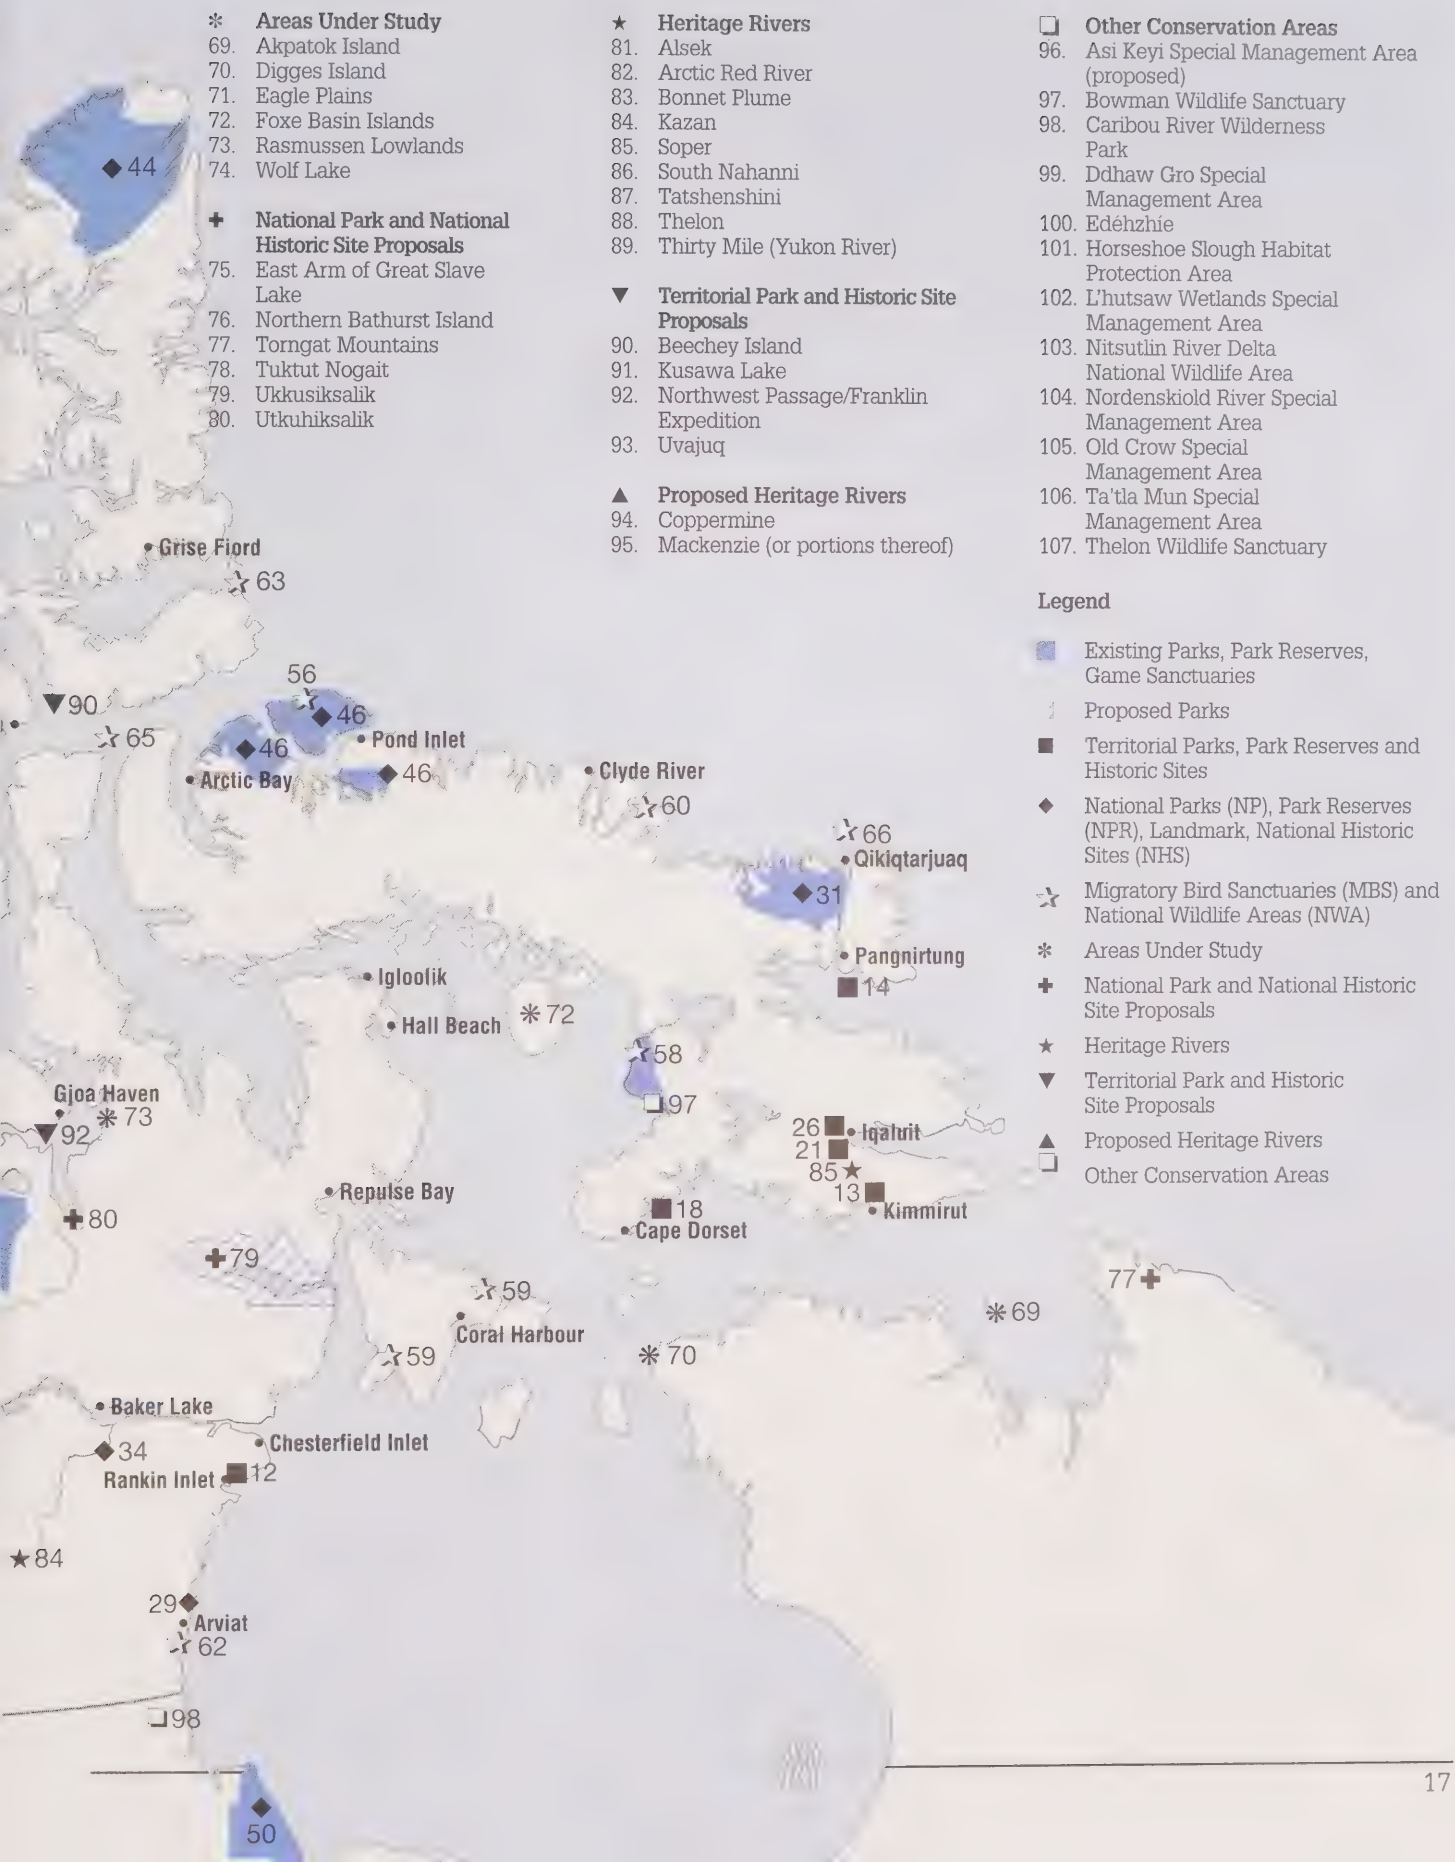 ✻ Areas Under Study
69. Akpatok Island
70. Digges Island
71. Eagle Plains
72. Foxe Basin Islands
73. Rasmussen Lowlands
74. Wolf Lake
✚ National Park and National
Historic Site Proposals
75. East Arm of Great Slave
Lake
76. Northern Bathurst Island
77. Torngat Mountains
78. Tuktut Nogait
79. Ukkusiksalik
80. Utkuhiksalik
★ Heritage Rivers
81. Alsek
82. Arctic Red River
83. Bonnet Plume
84. Kazan
85. Soper
86. South Nahanni
87. Tatshenshini
88. Thelon
89. Thirty Mile (Yukon River)
▼ Territorial Park and Historic Site
Proposals
90. Beechey Island
91. Kusawa Lake
92. Northwest Passage/Franklin
Expedition
93. Uvajuq
▲ Proposed Heritage Rivers
94. Coppermine
95. Mackenzie (or portions thereof)
❏ Other Conservation Areas
96. Asi Keyi Special Management Area
(proposed)
97. Bowman Wildlife Sanctuary
98. Caribou River Wilderness
Park
99. Ddhaw Gro Special
Management Area
100. Edéhzhíe
101. Horseshoe Slough Habitat
Protection Area
102. L'hutsaw Wetlands Special
Management Area
103. Nitsutlin River Delta
National Wildlife Area
104. Nordenskiold River Special
Management Area
105. Old Crow Special
Management Area
106. Ta'tla Mun Special
Management Area
107. Thelon Wildlife Sanctuary
Legend
Existing Parks, Park Reserves,
Game Sanctuaries
Proposed Parks
Territorial Parks, Park Reserves and
Historic Sites
National Parks (NP), Park Reserves
(NPR), Landmark, National Historic
Sites (NHS)
Migratory Bird Sanctuaries (MBS) and
National Wildlife Areas (NWA)
Areas Under Study
National Park and National Historic
Site Proposals
Heritage Rivers
Territorial Park and Historic
Site Proposals
Proposed Heritage Rivers
Other Conservation Areas
44
Grise Fiord
63
56
90
46
65
46
Pond Inlet
46
Arctic Bay
Clyde River
60
66
Qikiqtarjuaq
31
Pangnirtung
14
Igloolik
72
Hall Beach
58
97
Gjoa Haven
73
92
26
Iqaluit
21
85
13
Kimmirut
Repulse Bay
18
Cape Dorset
80
79
77
59
69
Coral Harbour
59
70
Baker Lake
Chesterfield Inlet
34
Rankin Inlet
12
84
29
Arviat
62
98
17
50